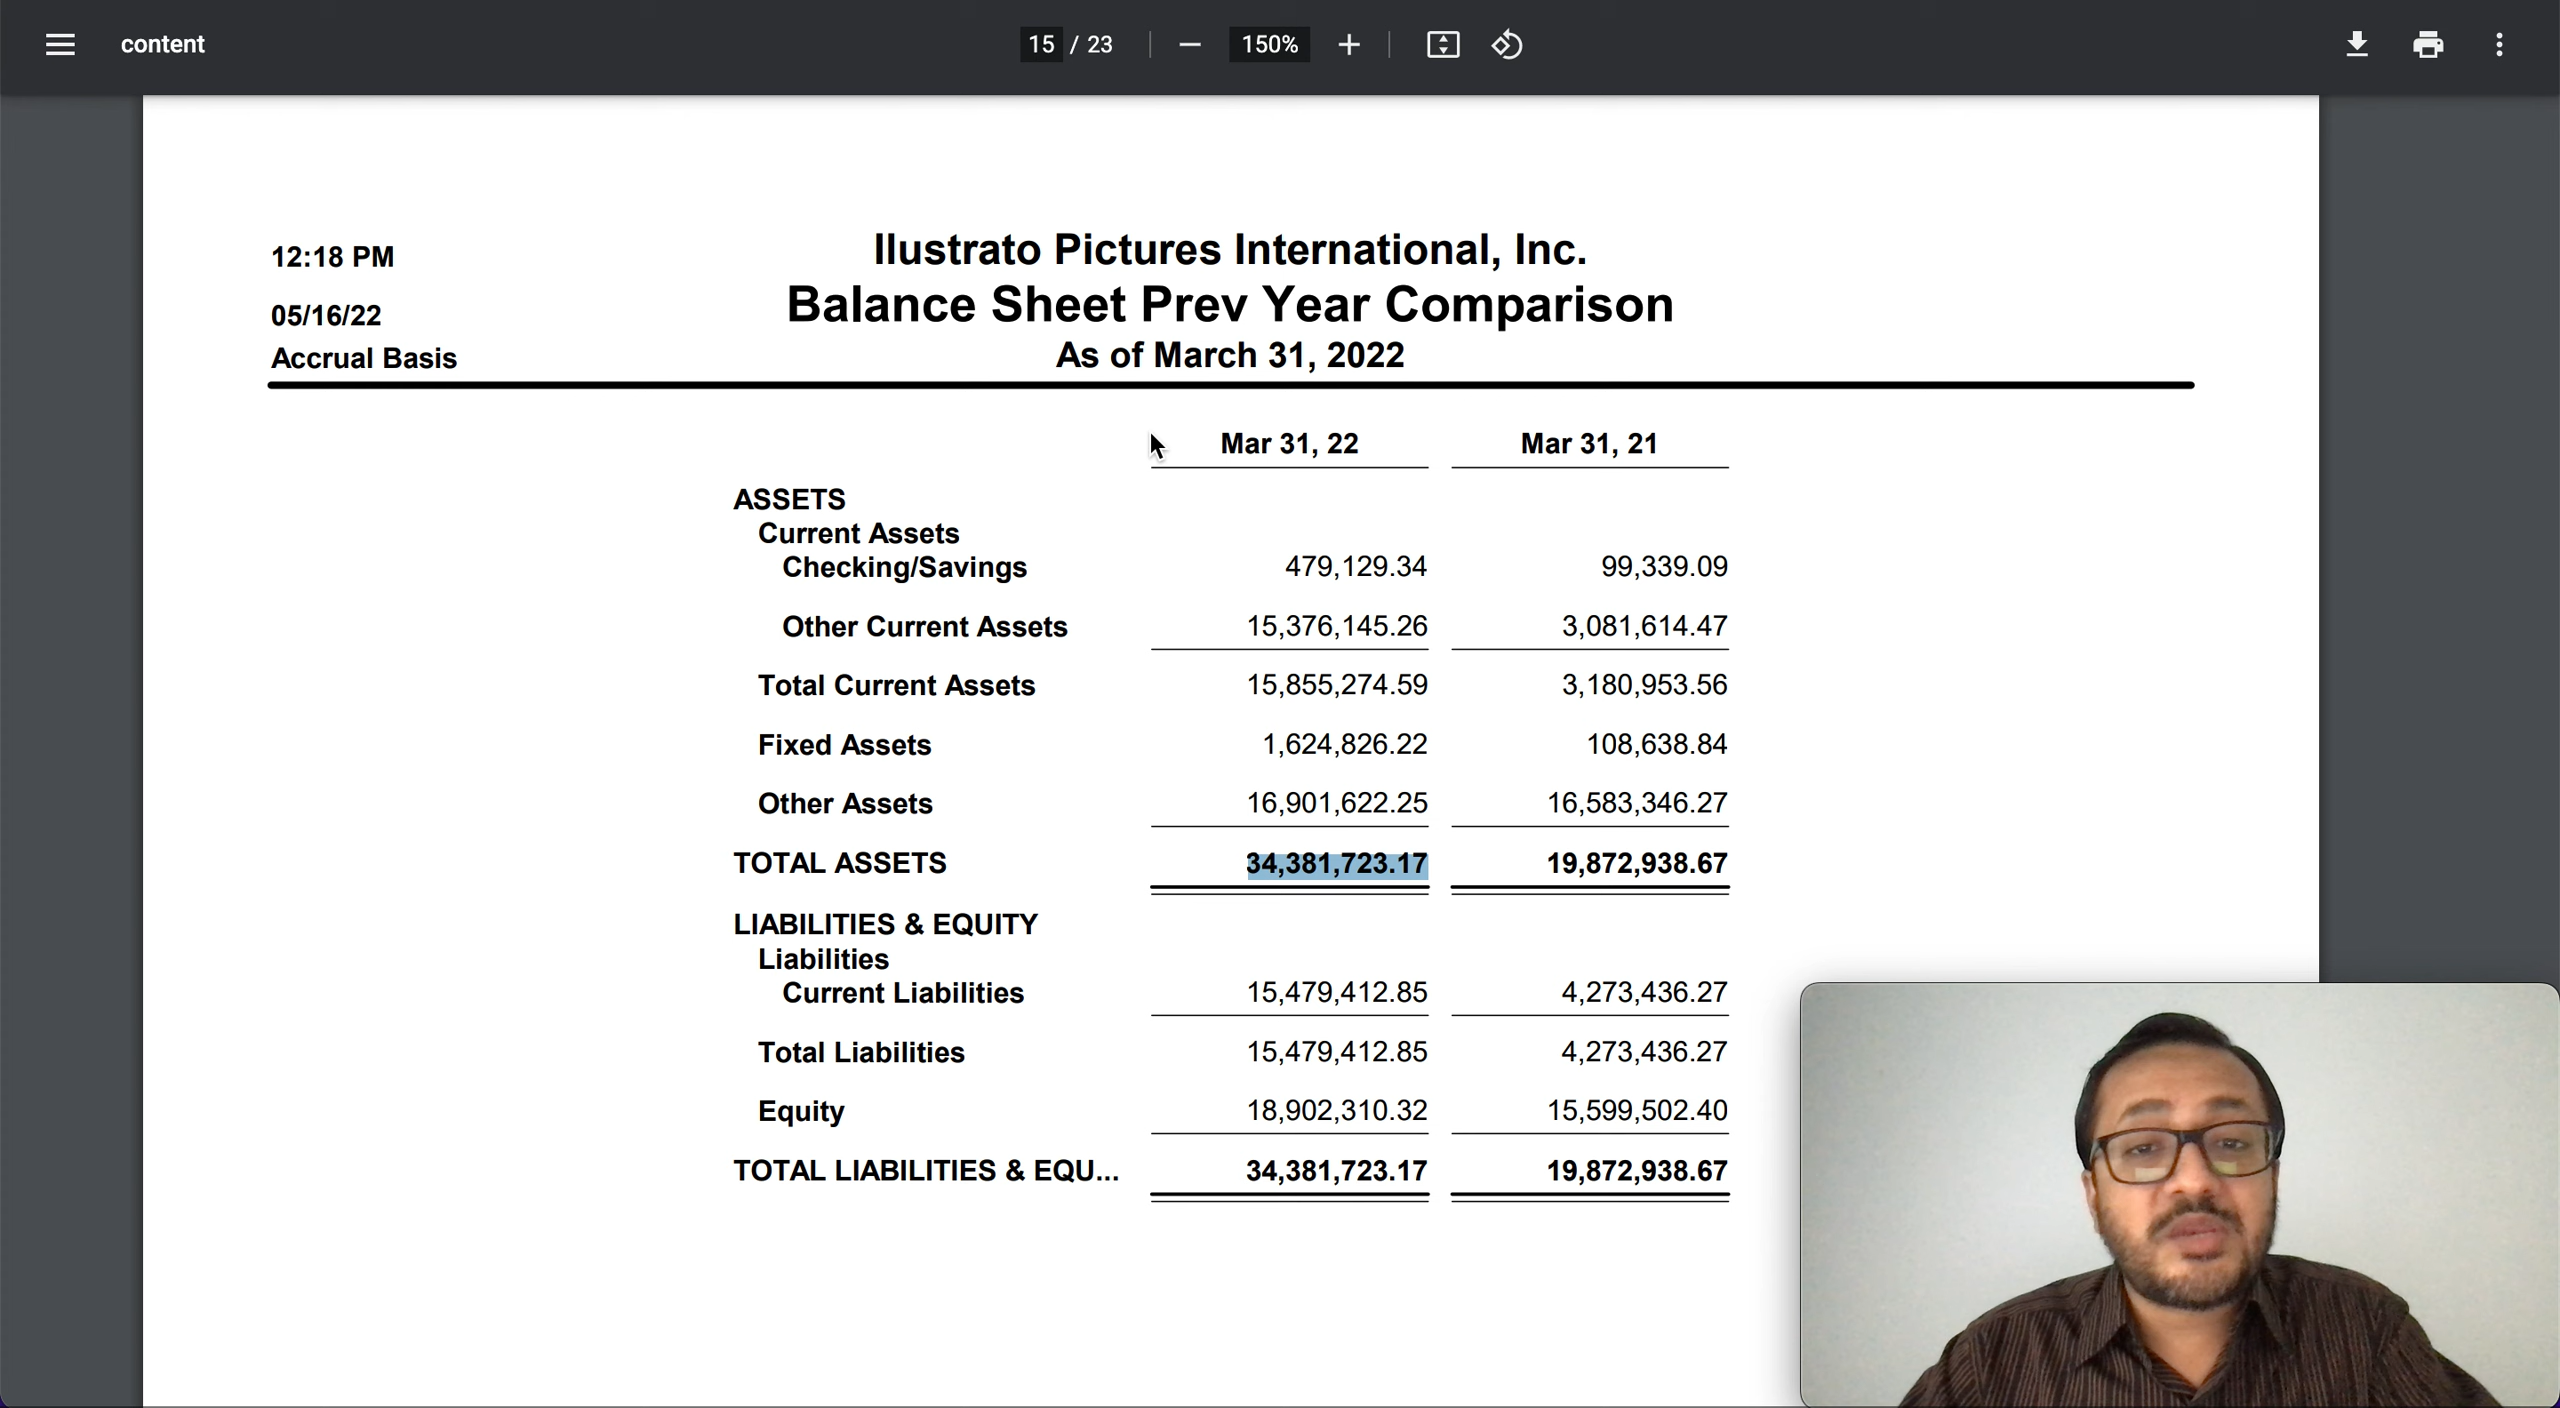 content
15 / 23
150%
12:18 PM
05/16/22
Accrual Basis
Ilustrato Pictures International, Inc.
Balance Sheet Prev Year Comparison
As of March 31, 2022
Mar 31, 22 Mar 31, 21
ASSETS
Current Assets
Checking/Savings 479,129.34 99,339.09
Other Current Assets 15,376,145.26 3,081,614.47
Total Current Assets 15,855,274.59 3,180,953.56
Fixed Assets 1,624,826.22 108,638.84
Other Assets 16,901,622.25 16,583,346.27
TOTAL ASSETS 34,381,723.17 19,872,938.67
LIABILITIES & EQUITY
Liabilities
Current Liabilities 15,479,412.85 4,273,436.27
Total Liabilities 15,479,412.85 4,273,436.27
Equity 18,902,310.32 15,599,502.40
TOTAL LIABILITIES & EQU... 34,381,723.17 19,872,938.67